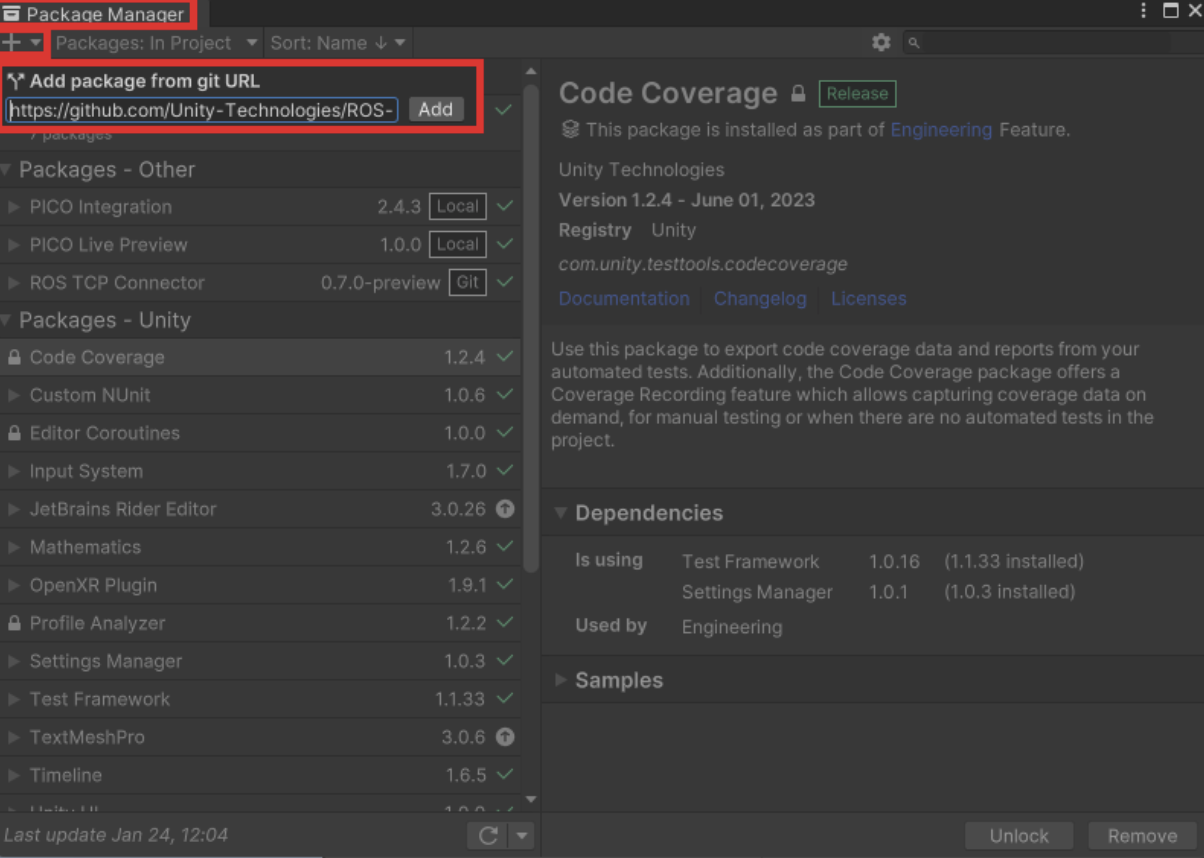 Package Manager
Packages: In Project
Sort: Name ↓
Add package from git URL
https://github.com/Unity-Technologies/ROS-
Add
7 packages
Packages - Other
PICO Integration 2.4.3 Local
PICO Live Preview 1.0.0 Local
ROS TCP Connector 0.7.0-preview Git
Packages - Unity
Code Coverage 1.2.4
Custom NUnit 1.0.6
Editor Coroutines 1.0.0
Input System 1.7.0
JetBrains Rider Editor 3.0.26
Mathematics 1.2.6
OpenXR Plugin 1.9.1
Profile Analyzer 1.2.2
Settings Manager 1.0.3
Test Framework 1.1.33
TextMeshPro 3.0.6
Timeline 1.6.5
Unity UI
Last update Jan 24, 12:04
Code Coverage Release
This package is installed as part of Engineering Feature.
Unity Technologies
Version 1.2.4 - June 01, 2023
Registry Unity
com.unity.testtools.codecoverage
Documentation Changelog Licenses
Use this package to export code coverage data and reports from your
automated tests. Additionally, the Code Coverage package offers a
Coverage Recording feature which allows capturing coverage data on
demand, for manual testing or when there are no automated tests in the
project.
Dependencies
Is using Test Framework 1.0.16 (1.1.33 installed)
Settings Manager 1.0.1 (1.0.3 installed)
Used by Engineering
Samples
Unlock Remove